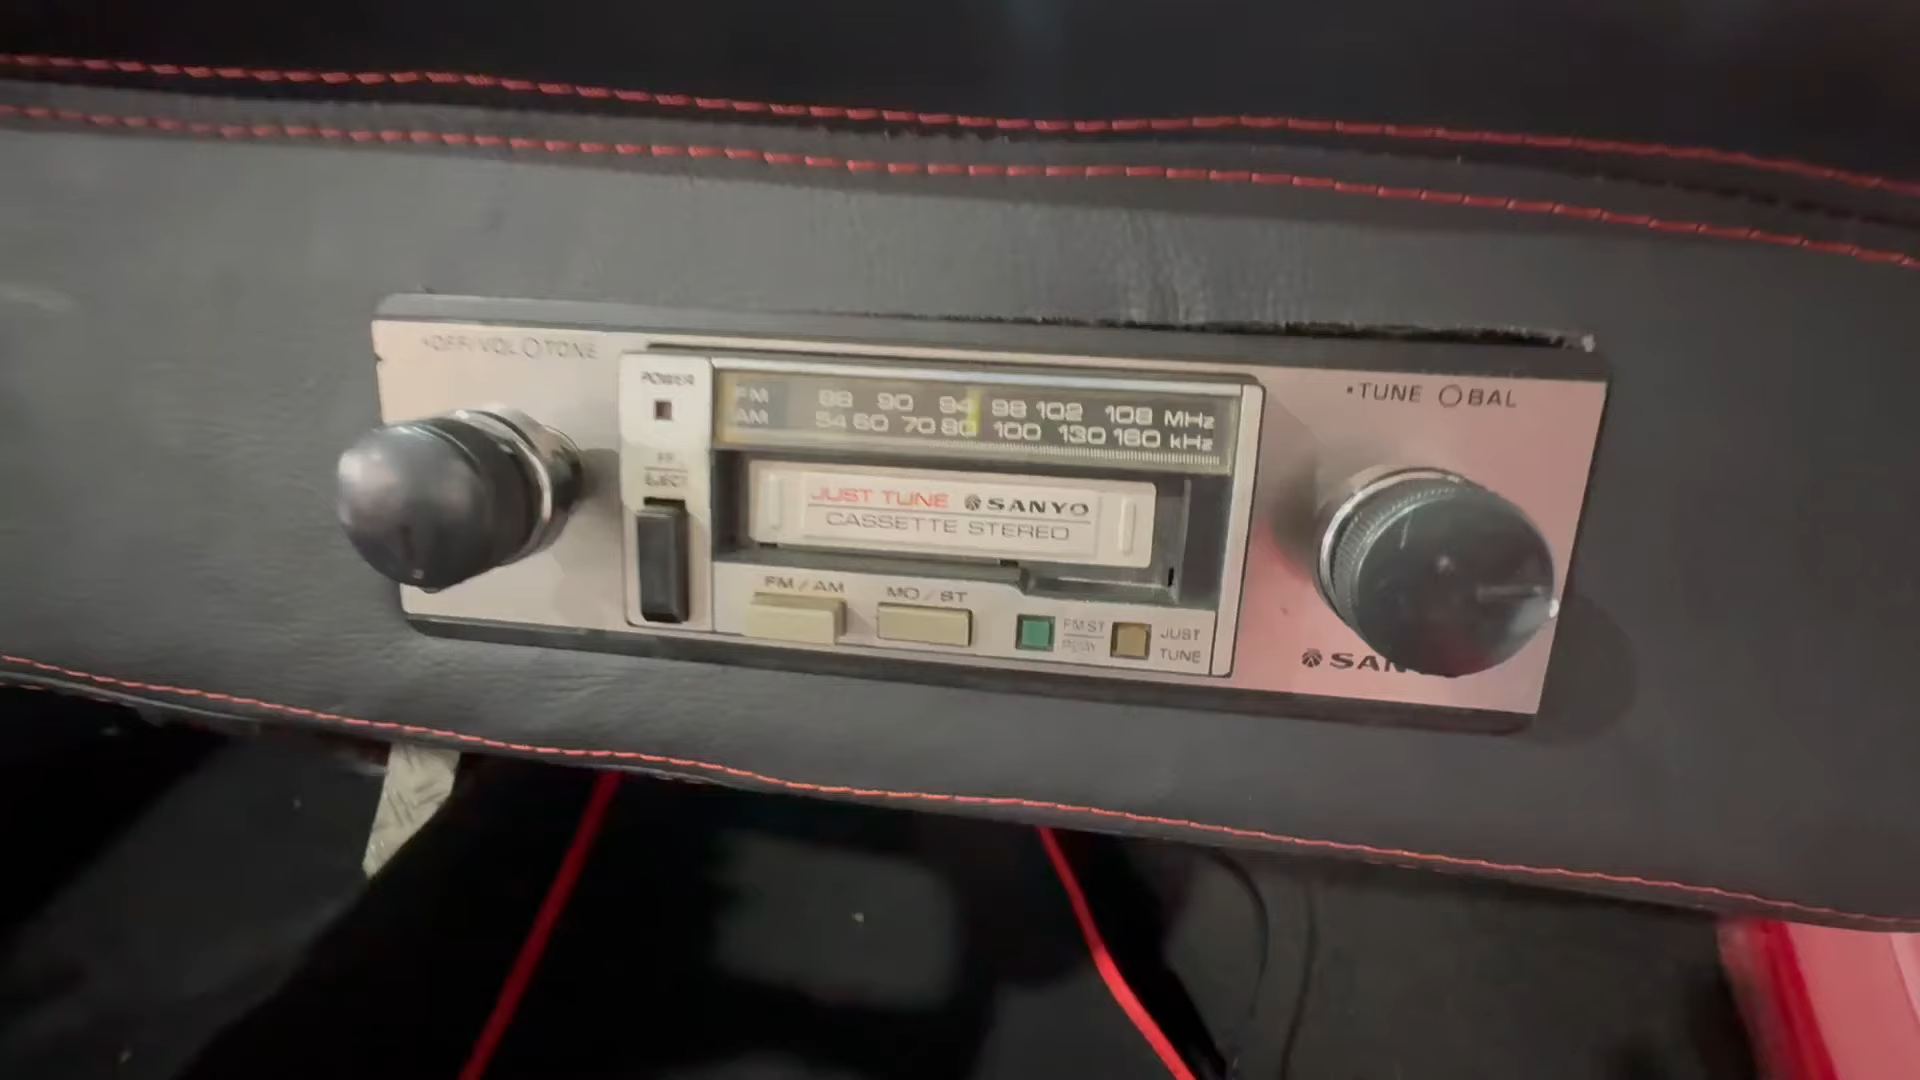 •OFF/VOL TONE
POWER
FM 88 90 94 98 102 108 MHz
AM 54 60 70 80 100 130 160 kHz
•TUNE BAL
EJECT
JUST TUNE SANYO
CASSETTE STEREO
FM/AM
MO/ST
FM ST
JUST
TUNE